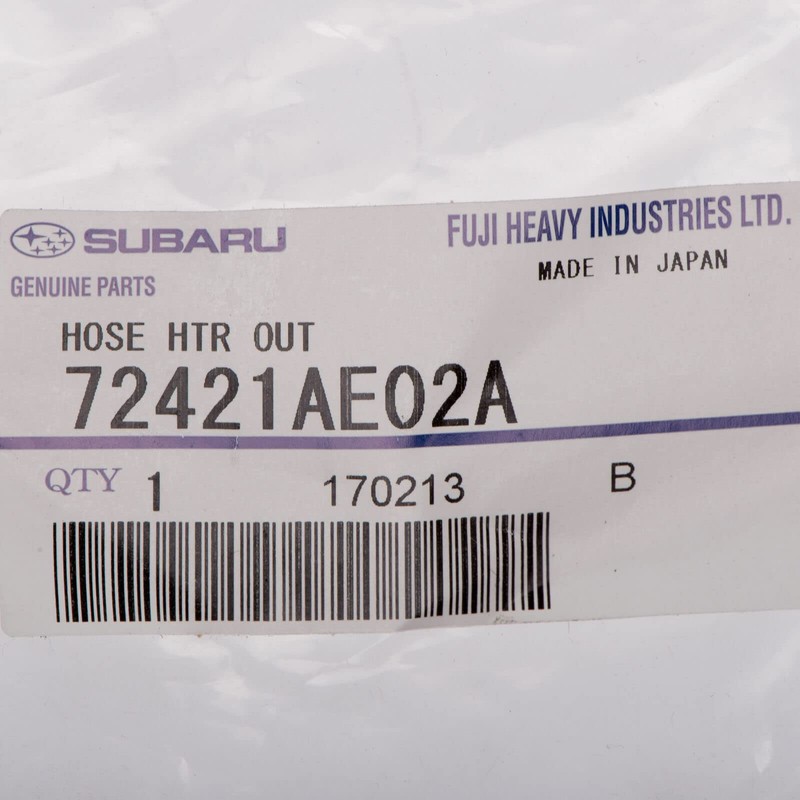 SUBARU
FUJI HEAVY INDUSTRIES LTD.
GENUINE PARTS
MADE IN JAPAN
HOSE HTR OUT
72421AE02A
QTY 1 170213 B